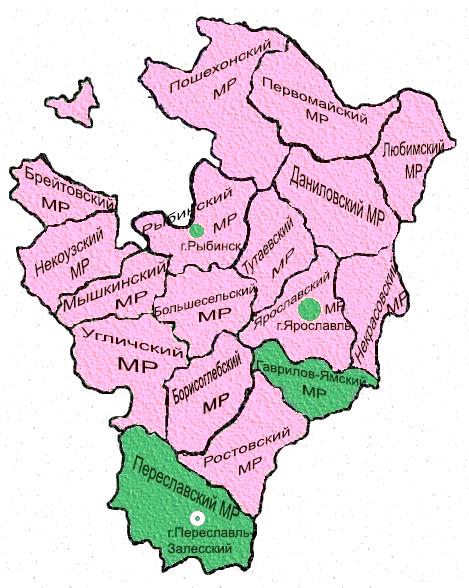 Пошехонский
МР
Первомайский
МР
Любимский
МР
Брейтовский
МР
Рыбинский
МР
г.Рыбинск
Даниловский МР
Некоузский
МР
Тутаевский
МР
Мышкинский
МР
Большесельский
МР
Ярославский
МР
г.Ярославль
Некрасовский
МР
Угличский
МР
Борисоглебский
МР
Гаврилов-Ямский
МР
Ростовский
МР
Переславский МР
г.Переславль-
Залесский